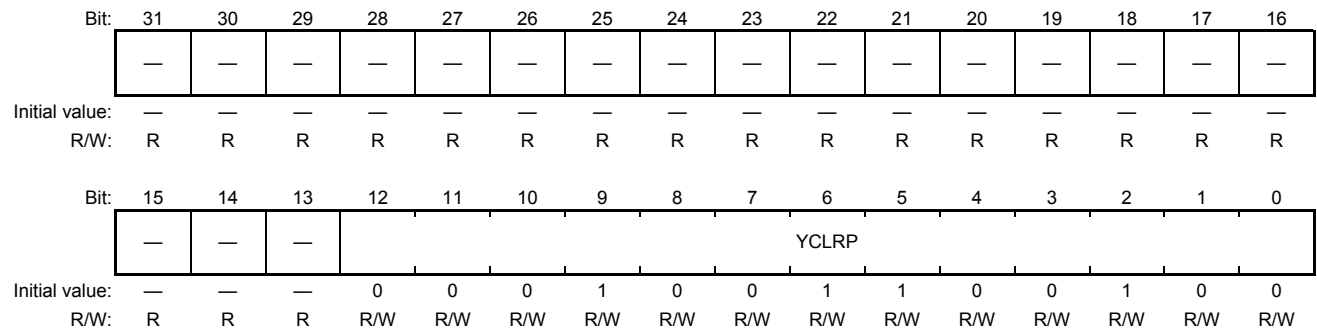 Bit: 31 30 29 28 27 26 25 24 23 22 21 20 19 18 17 16
— — — — — — — — — — — — — — — —
Initial value: — — — — — — — — — — — — — — — —
R/W: R R R R R R R R R R R R R R R R
Bit: 15 14 13 12 11 10 9 8 7 6 5 4 3 2 1 0
— — — YCLRP
Initial value: — — — 0 0 0 1 0 0 1 1 0 0 1 0 0
R/W: R R R R/W R/W R/W R/W R/W R/W R/W R/W R/W R/W R/W R/W R/W